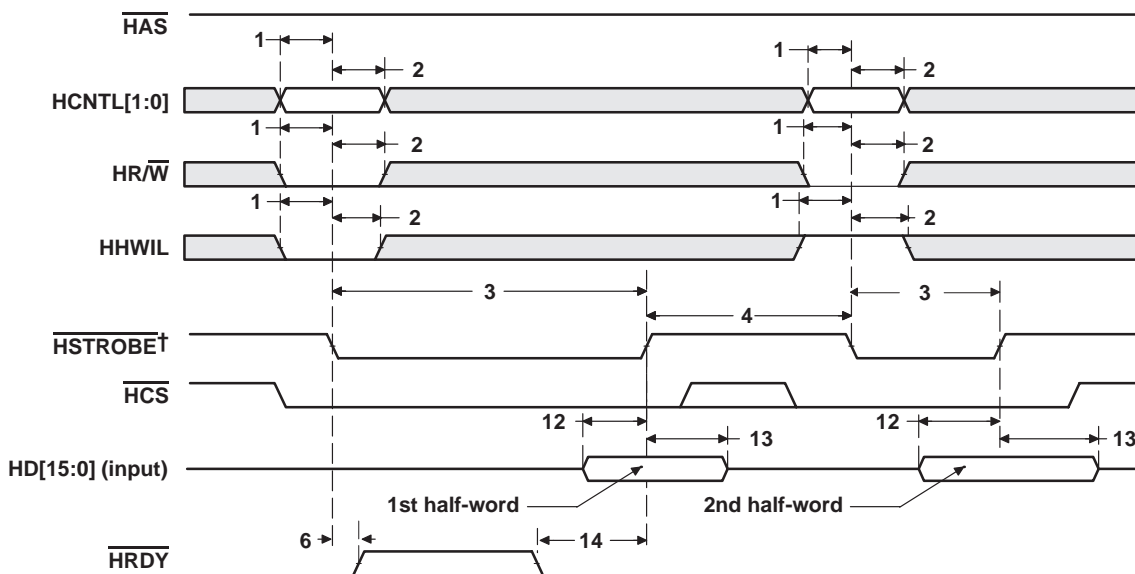 HAS
1
1
2
2
HCNTL[1:0]
1
1
2
2
HR/W
1
1
2
2
HHWIL
3
3
4
HSTROBE†
HCS
12
12
13
13
HD[15:0] (input)
1st half-word
2nd half-word
6
14
HRDY